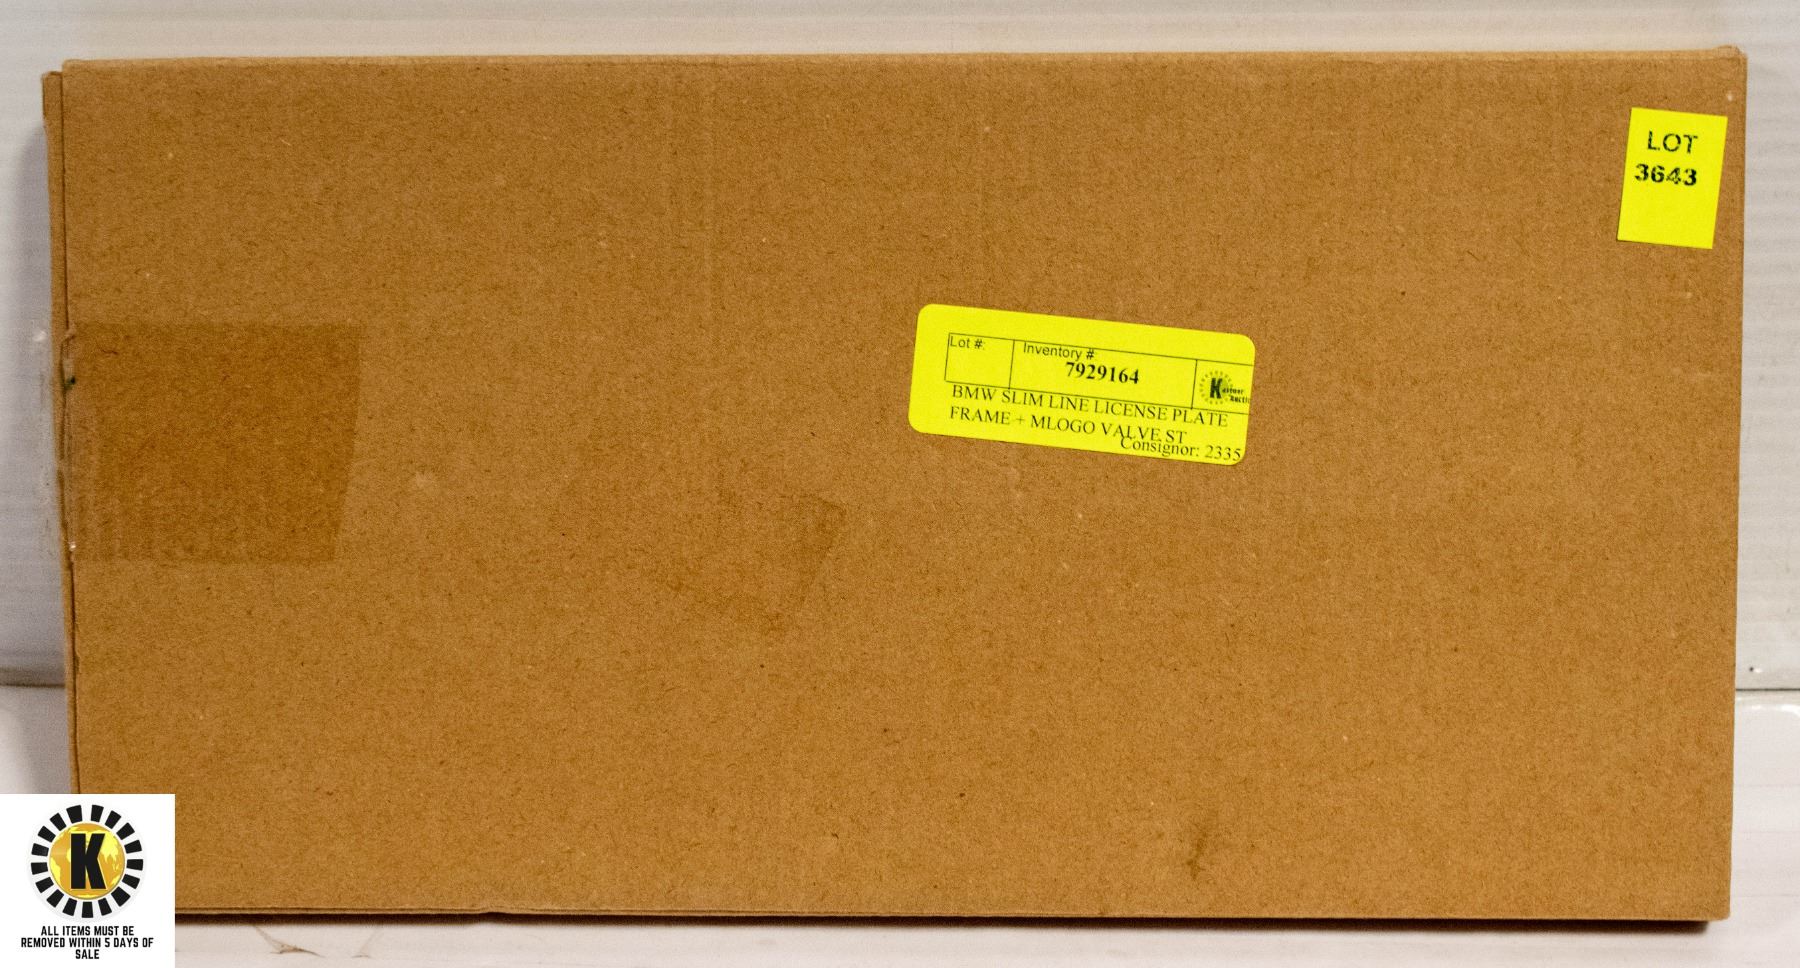 LOT
3643
Lot #:
Inventory #:
7929164
BMW SLIM LINE LICENSE PLATE
FRAME + MLOGO VALVE ST
Consignor: 2335
K
ALL ITEMS MUST BE
REMOVED WITHIN 5 DAYS OF
SALE